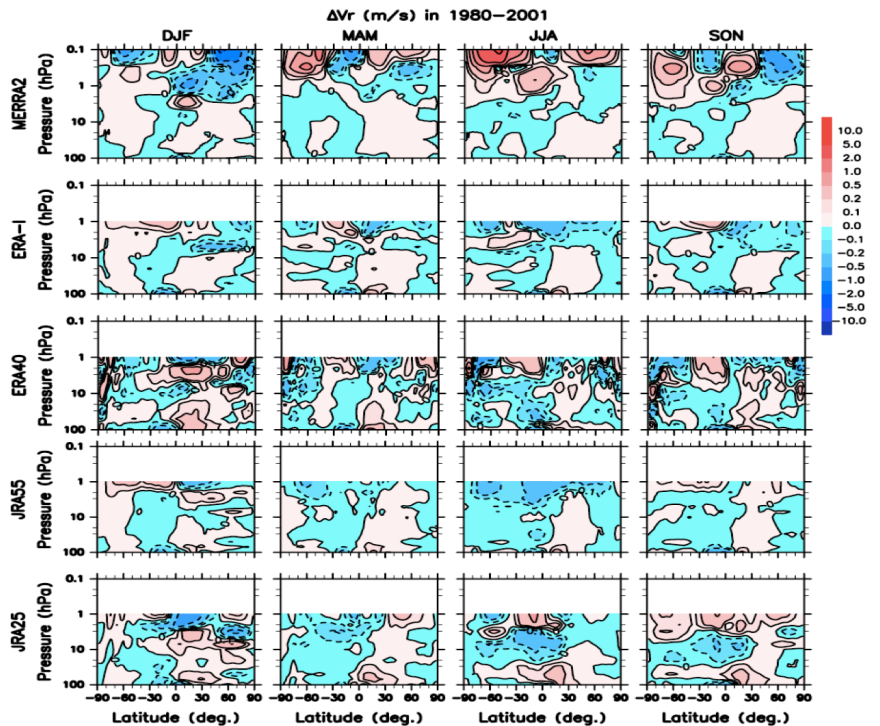 ΔVr (m/s) in 1980−2001
DJF MAM JJA SON
MERRA2
Pressure (hPa)
0.1
1
10
100
10.0
5.0
2.0
1.0
0.5
0.2
0.1
0.0
−0.1
−0.2
−0.5
−1.0
−2.0
−5.0
−10.0
ERA−I
Pressure (hPa)
0.1
1
10
100
ERA40
Pressure (hPa)
0.1
1
10
100
JRA55
Pressure (hPa)
0.1
1
10
100
JRA25
Pressure (hPa)
0.1
1
10
100
−90 −60 −30 0 30 60 90 −90 −60 −30 0 30 60 90 −90 −60 −30 0 30 60 90 −90 −60 −30 0 30 60 90
Latitude (deg.) Latitude (deg.) Latitude (deg.) Latitude (deg.)